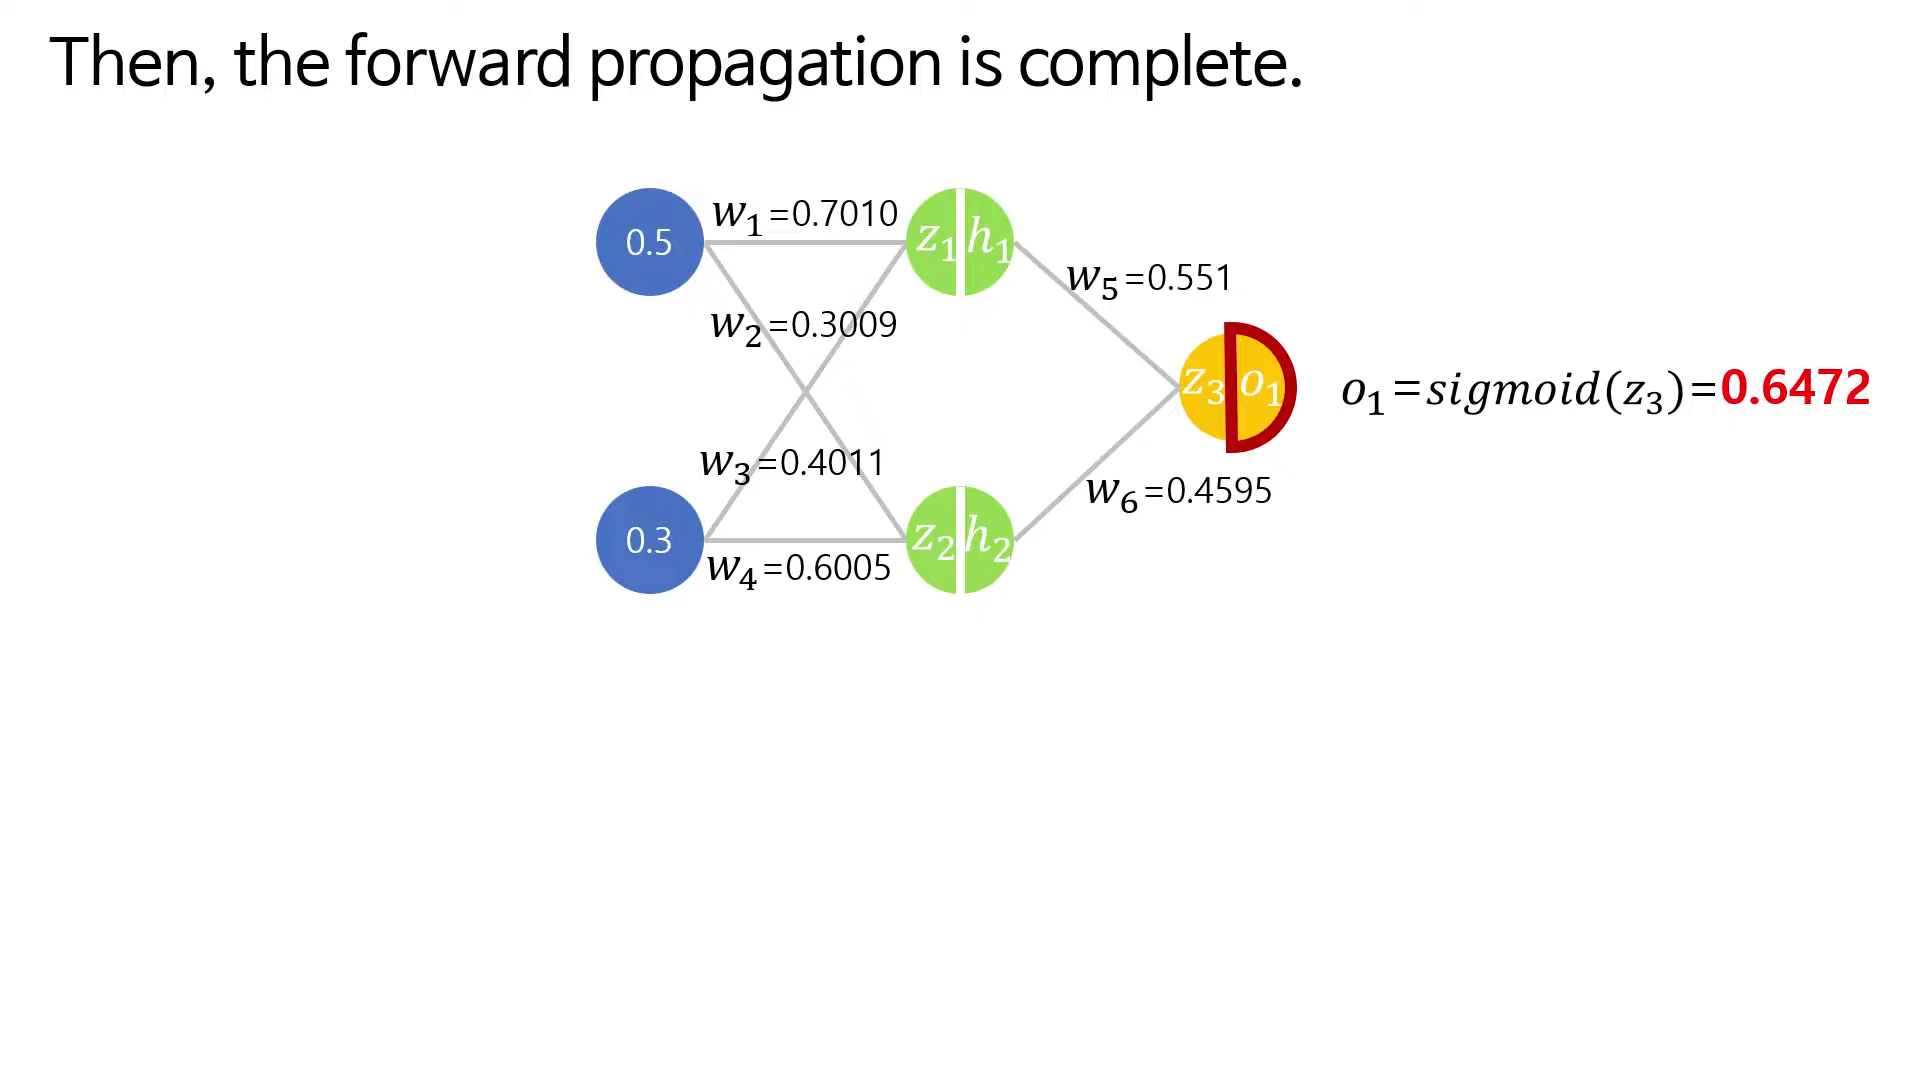 Then, the forward propagation is complete.
0.5
w₁=0.7010
z₁ h₁
w₅=0.551
w₂=0.3009
z₃ o₁
o₁=sigmoid(z₃)=0.6472
w₃=0.4011
w₆=0.4595
0.3
w₄=0.6005
z₂ h₂